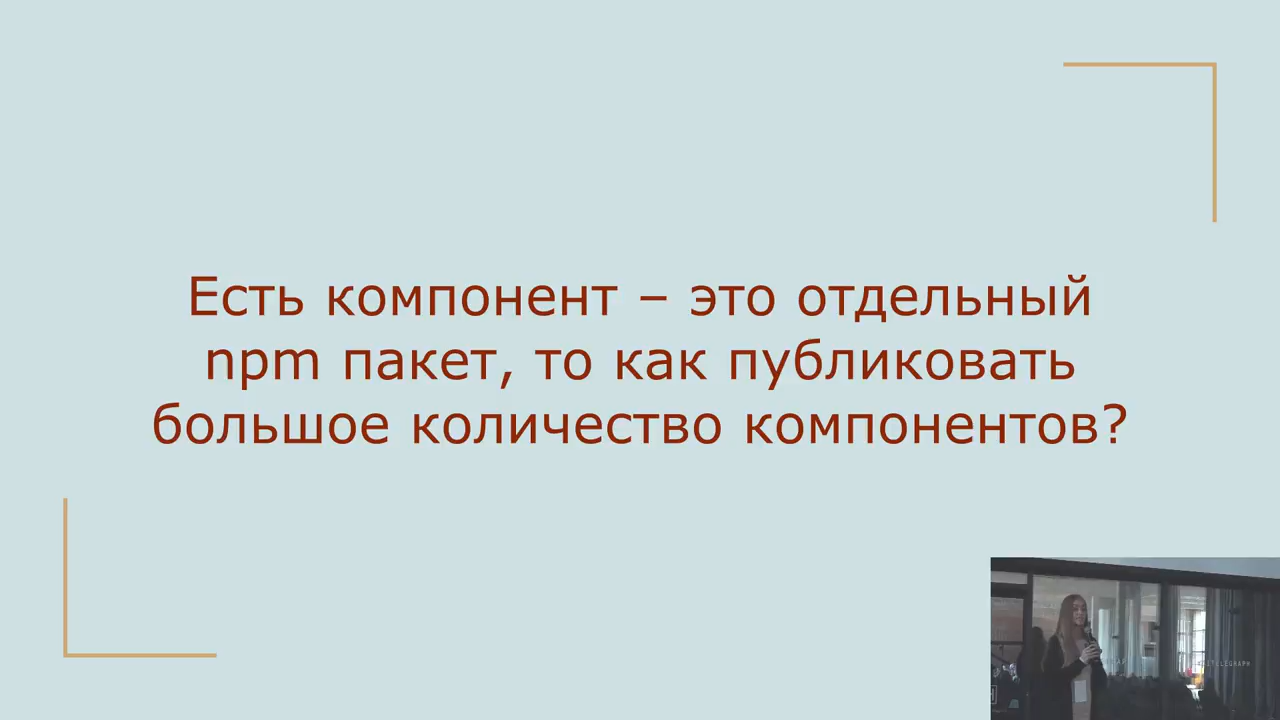 Есть компонент – это отдельный
npm пакет, то как публиковать
большое количество компонентов?